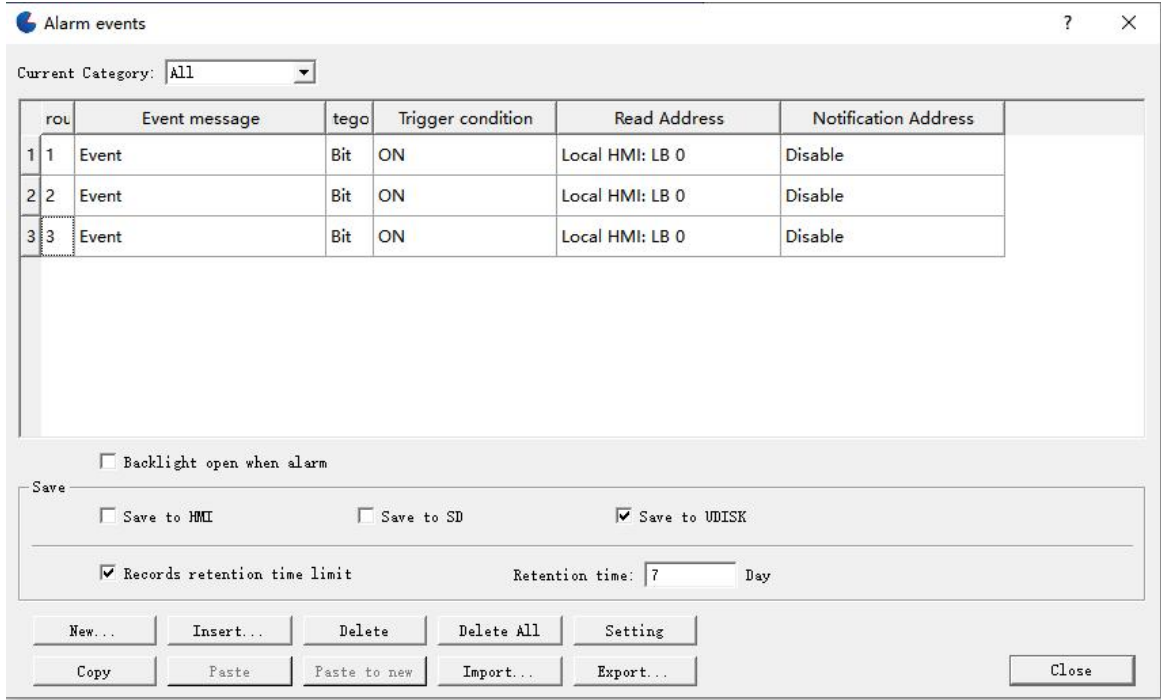 Alarm events ?
Current Category: All
rou Event message tego Trigger condition Read Address Notification Address
1 1 Event Bit ON Local HMI: LB 0 Disable
2 2 Event Bit ON Local HMI: LB 0 Disable
3 3 Event Bit ON Local HMI: LB 0 Disable
Backlight open when alarm
Save
Save to HMI Save to SD Save to UDISK
Records retention time limit Retention time: 7 Day
New... Insert... Delete Delete All Setting
Copy Paste Paste to new Import... Export... Close